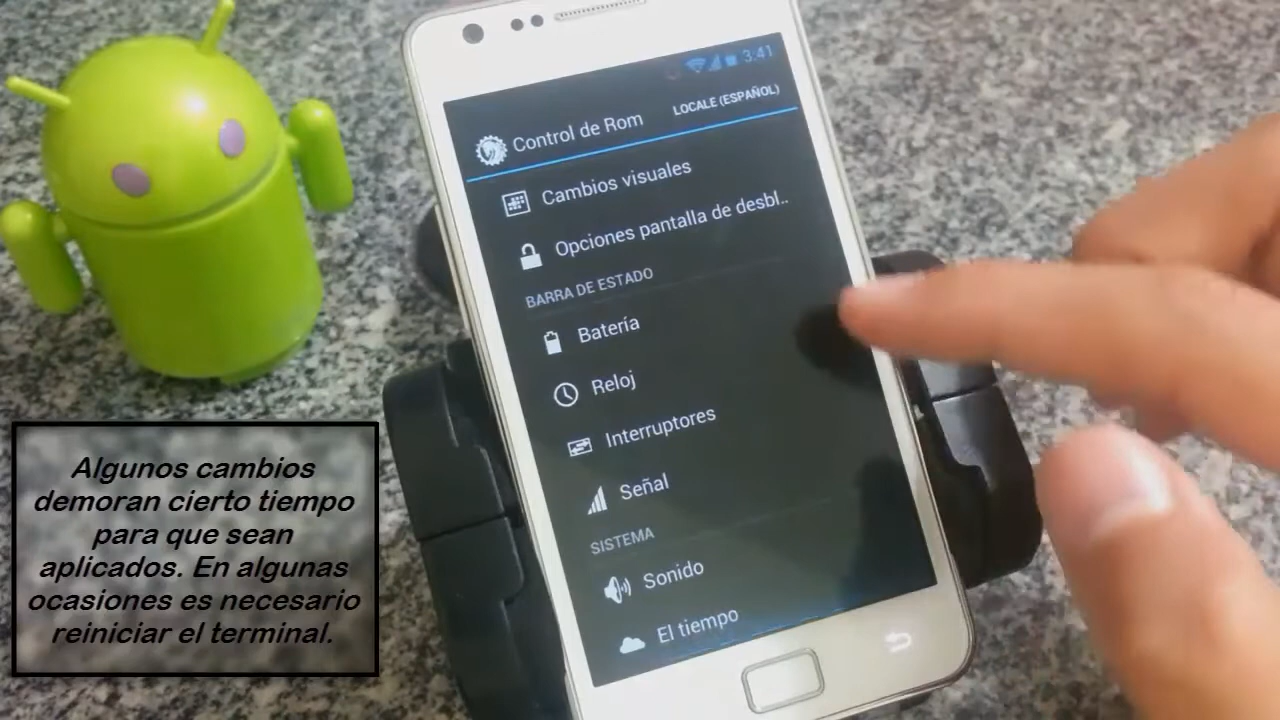 3:41
Control de Rom
LOCALE (ESPAÑOL)
Cambios visuales
Opciones pantalla de desbl..
BARRA DE ESTADO
Batería
Reloj
Interruptores
Señal
SISTEMA
Sonido
El tiempo
Algunos cambios
demoran cierto tiempo
para que sean
aplicados. En algunas
ocasiones es necesario
reiniciar el terminal.